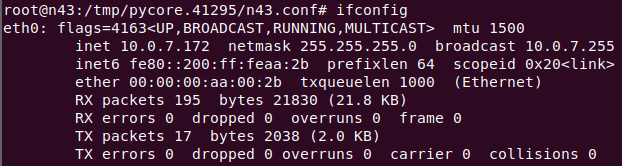 root@n43:/tmp/pycore.41295/n43.conf# ifconfig
eth0: flags=4163<UP,BROADCAST,RUNNING,MULTICAST>  mtu 1500
        inet 10.0.7.172  netmask 255.255.255.0  broadcast 10.0.7.255
        inet6 fe80::200:ff:feaa:2b  prefixlen 64  scopeid 0x20<link>
        ether 00:00:00:aa:00:2b  txqueuelen 1000  (Ethernet)
        RX packets 195  bytes 21830 (21.8 KB)
        RX errors 0  dropped 0  overruns 0  frame 0
        TX packets 17  bytes 2038 (2.0 KB)
        TX errors 0  dropped 0 overruns 0  carrier 0  collisions 0